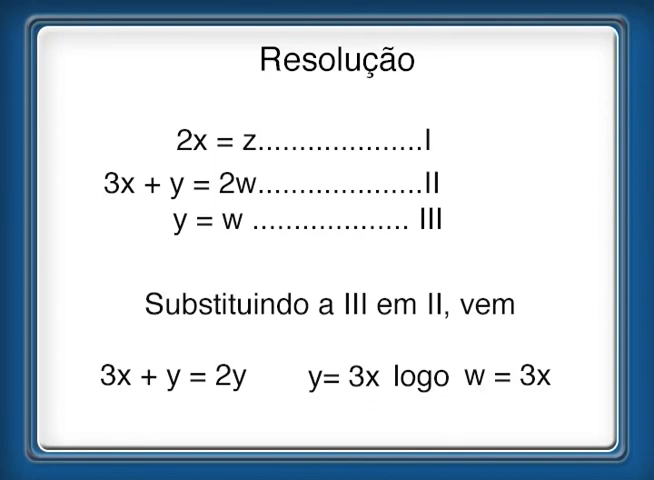 Resolução
2x = z....................I
3x + y = 2w....................II
y = w ................... III
Substituindo a III em II, vem
3x + y = 2y y= 3x logo w = 3x